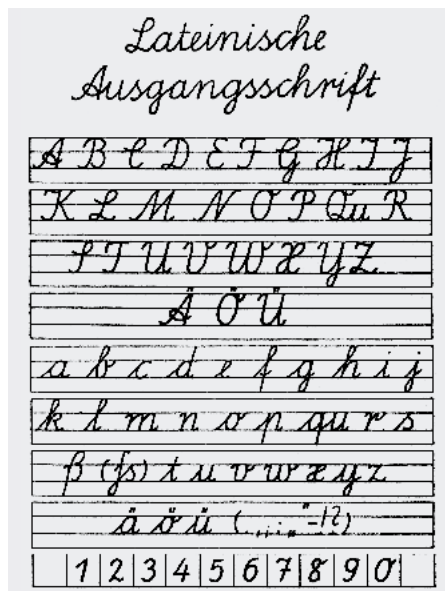 Lateinische
Ausgangsschrift
A B C D E F G H I J
K L M N O P Qu R
S T U V W X Y Z
Ä Ö Ü
a b c d e f g h i j
k l m n o p qu r s
ß (ſs) t u v w x y z
ä ö ü (.,:;„"-!?)
1 2 3 4 5 6 7 8 9 0